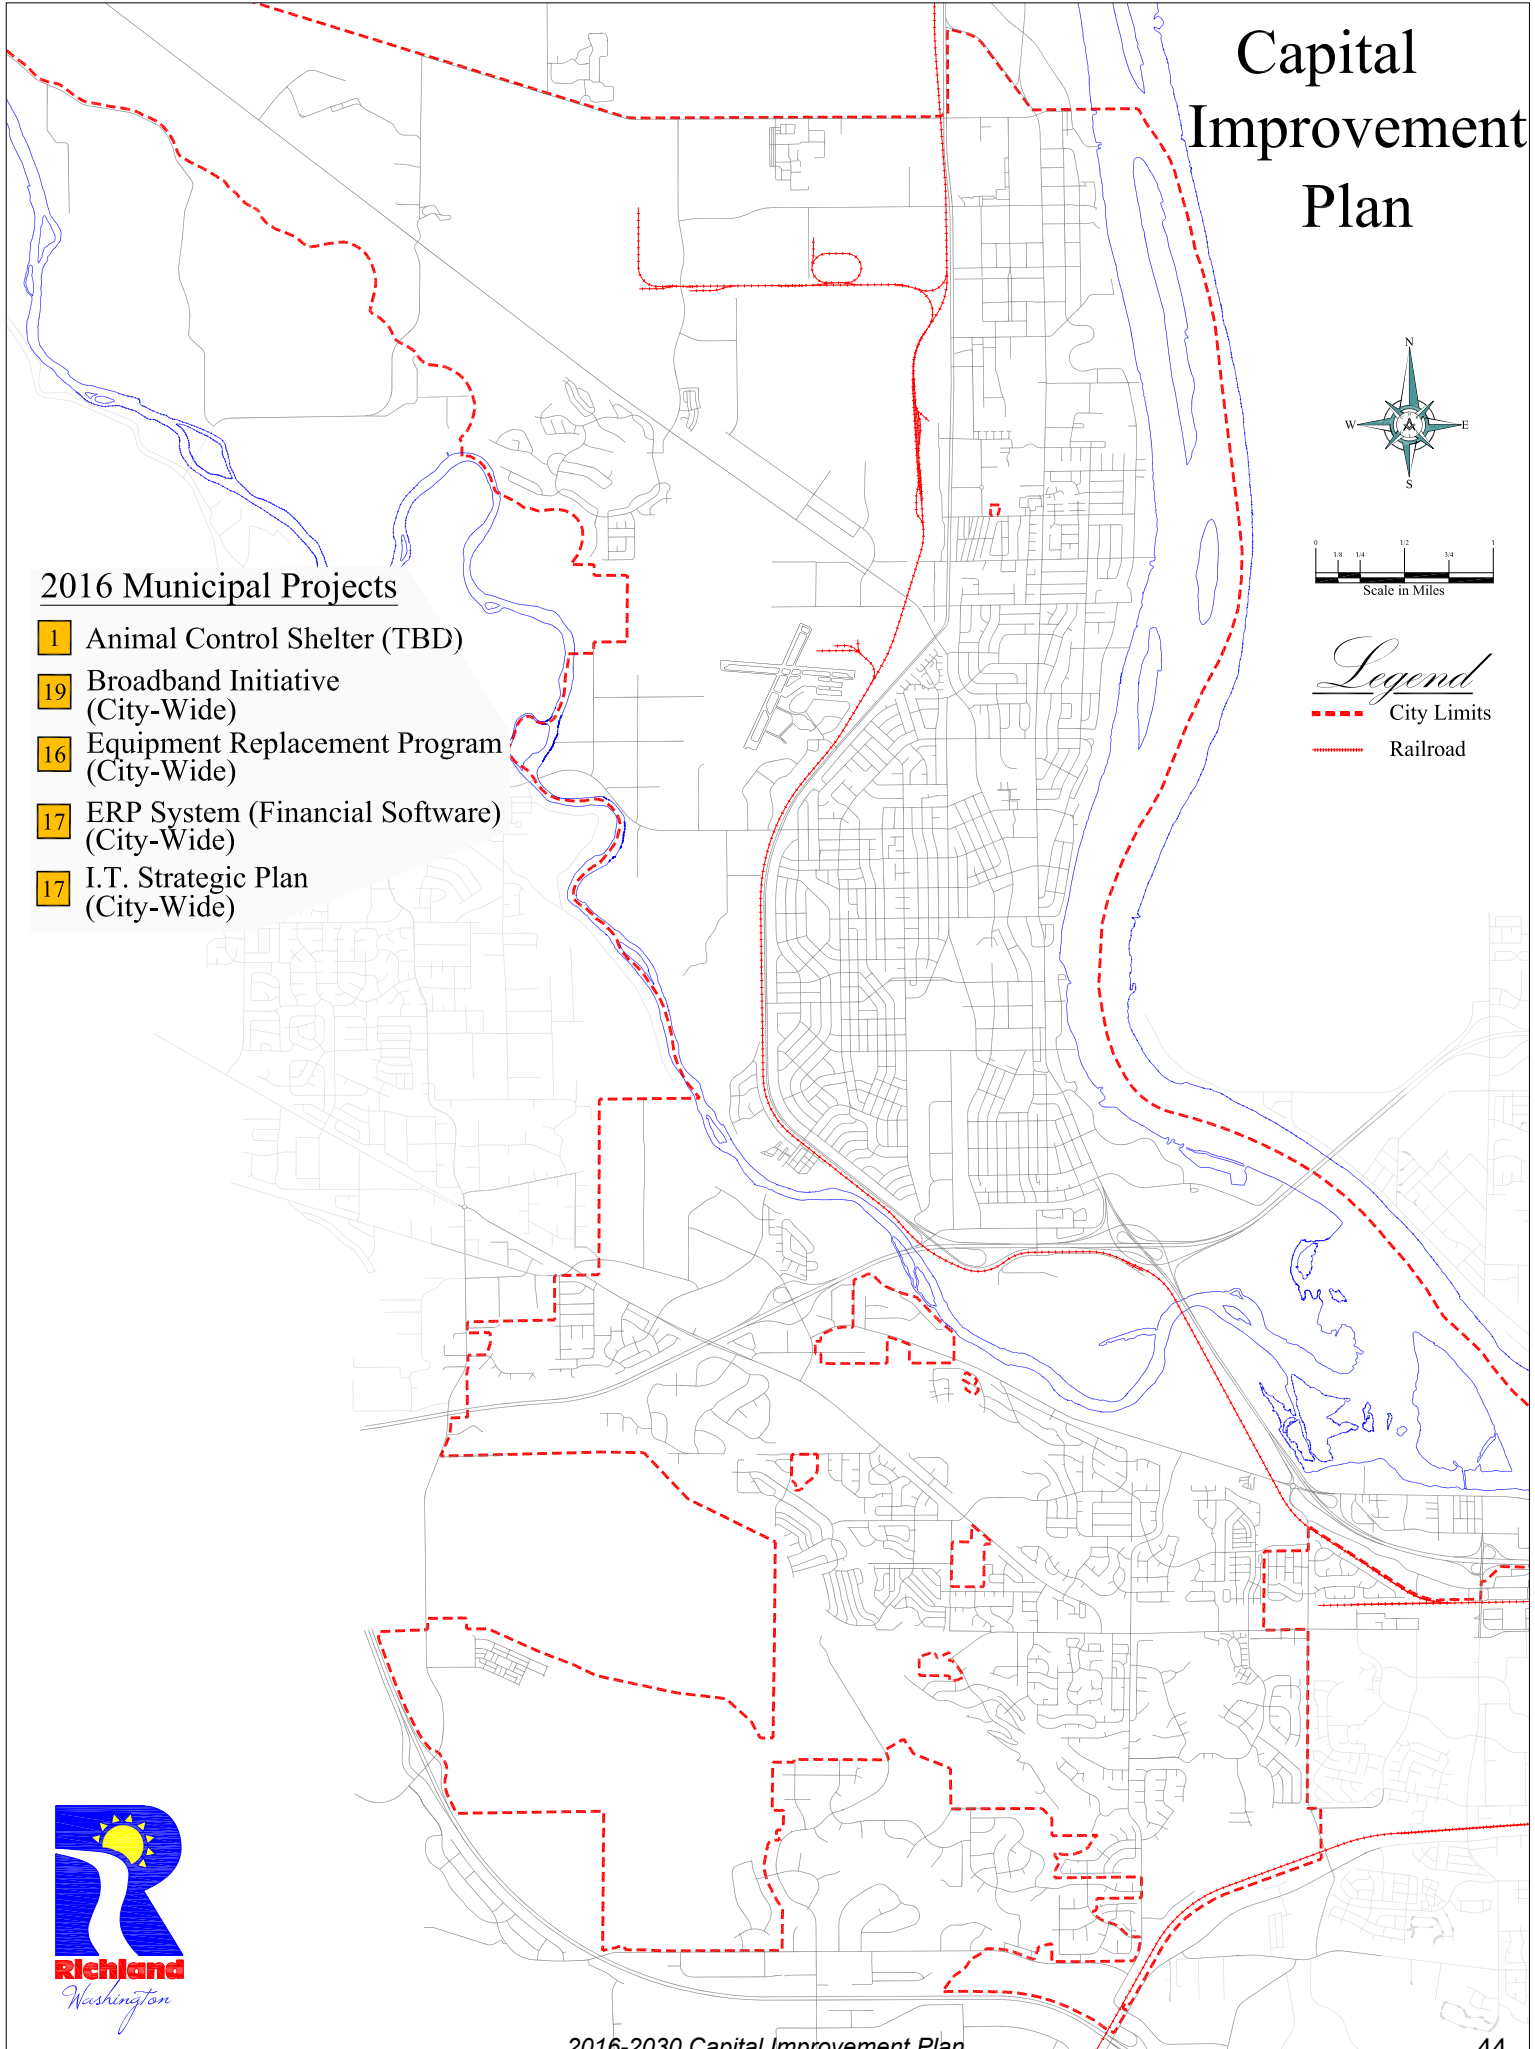 Capital
Improvement
Plan
N
W E
S
0 1/8 1/4 1/2 3/4 1
Scale in Miles
Legend
City Limits
Railroad
2016 Municipal Projects
1 Animal Control Shelter (TBD)
19 Broadband Initiative
(City-Wide)
16 Equipment Replacement Program
(City-Wide)
17 ERP System (Financial Software)
(City-Wide)
17 I.T. Strategic Plan
(City-Wide)
R
Richland
Washington
2016-2030 Capital Improvement Plan
44